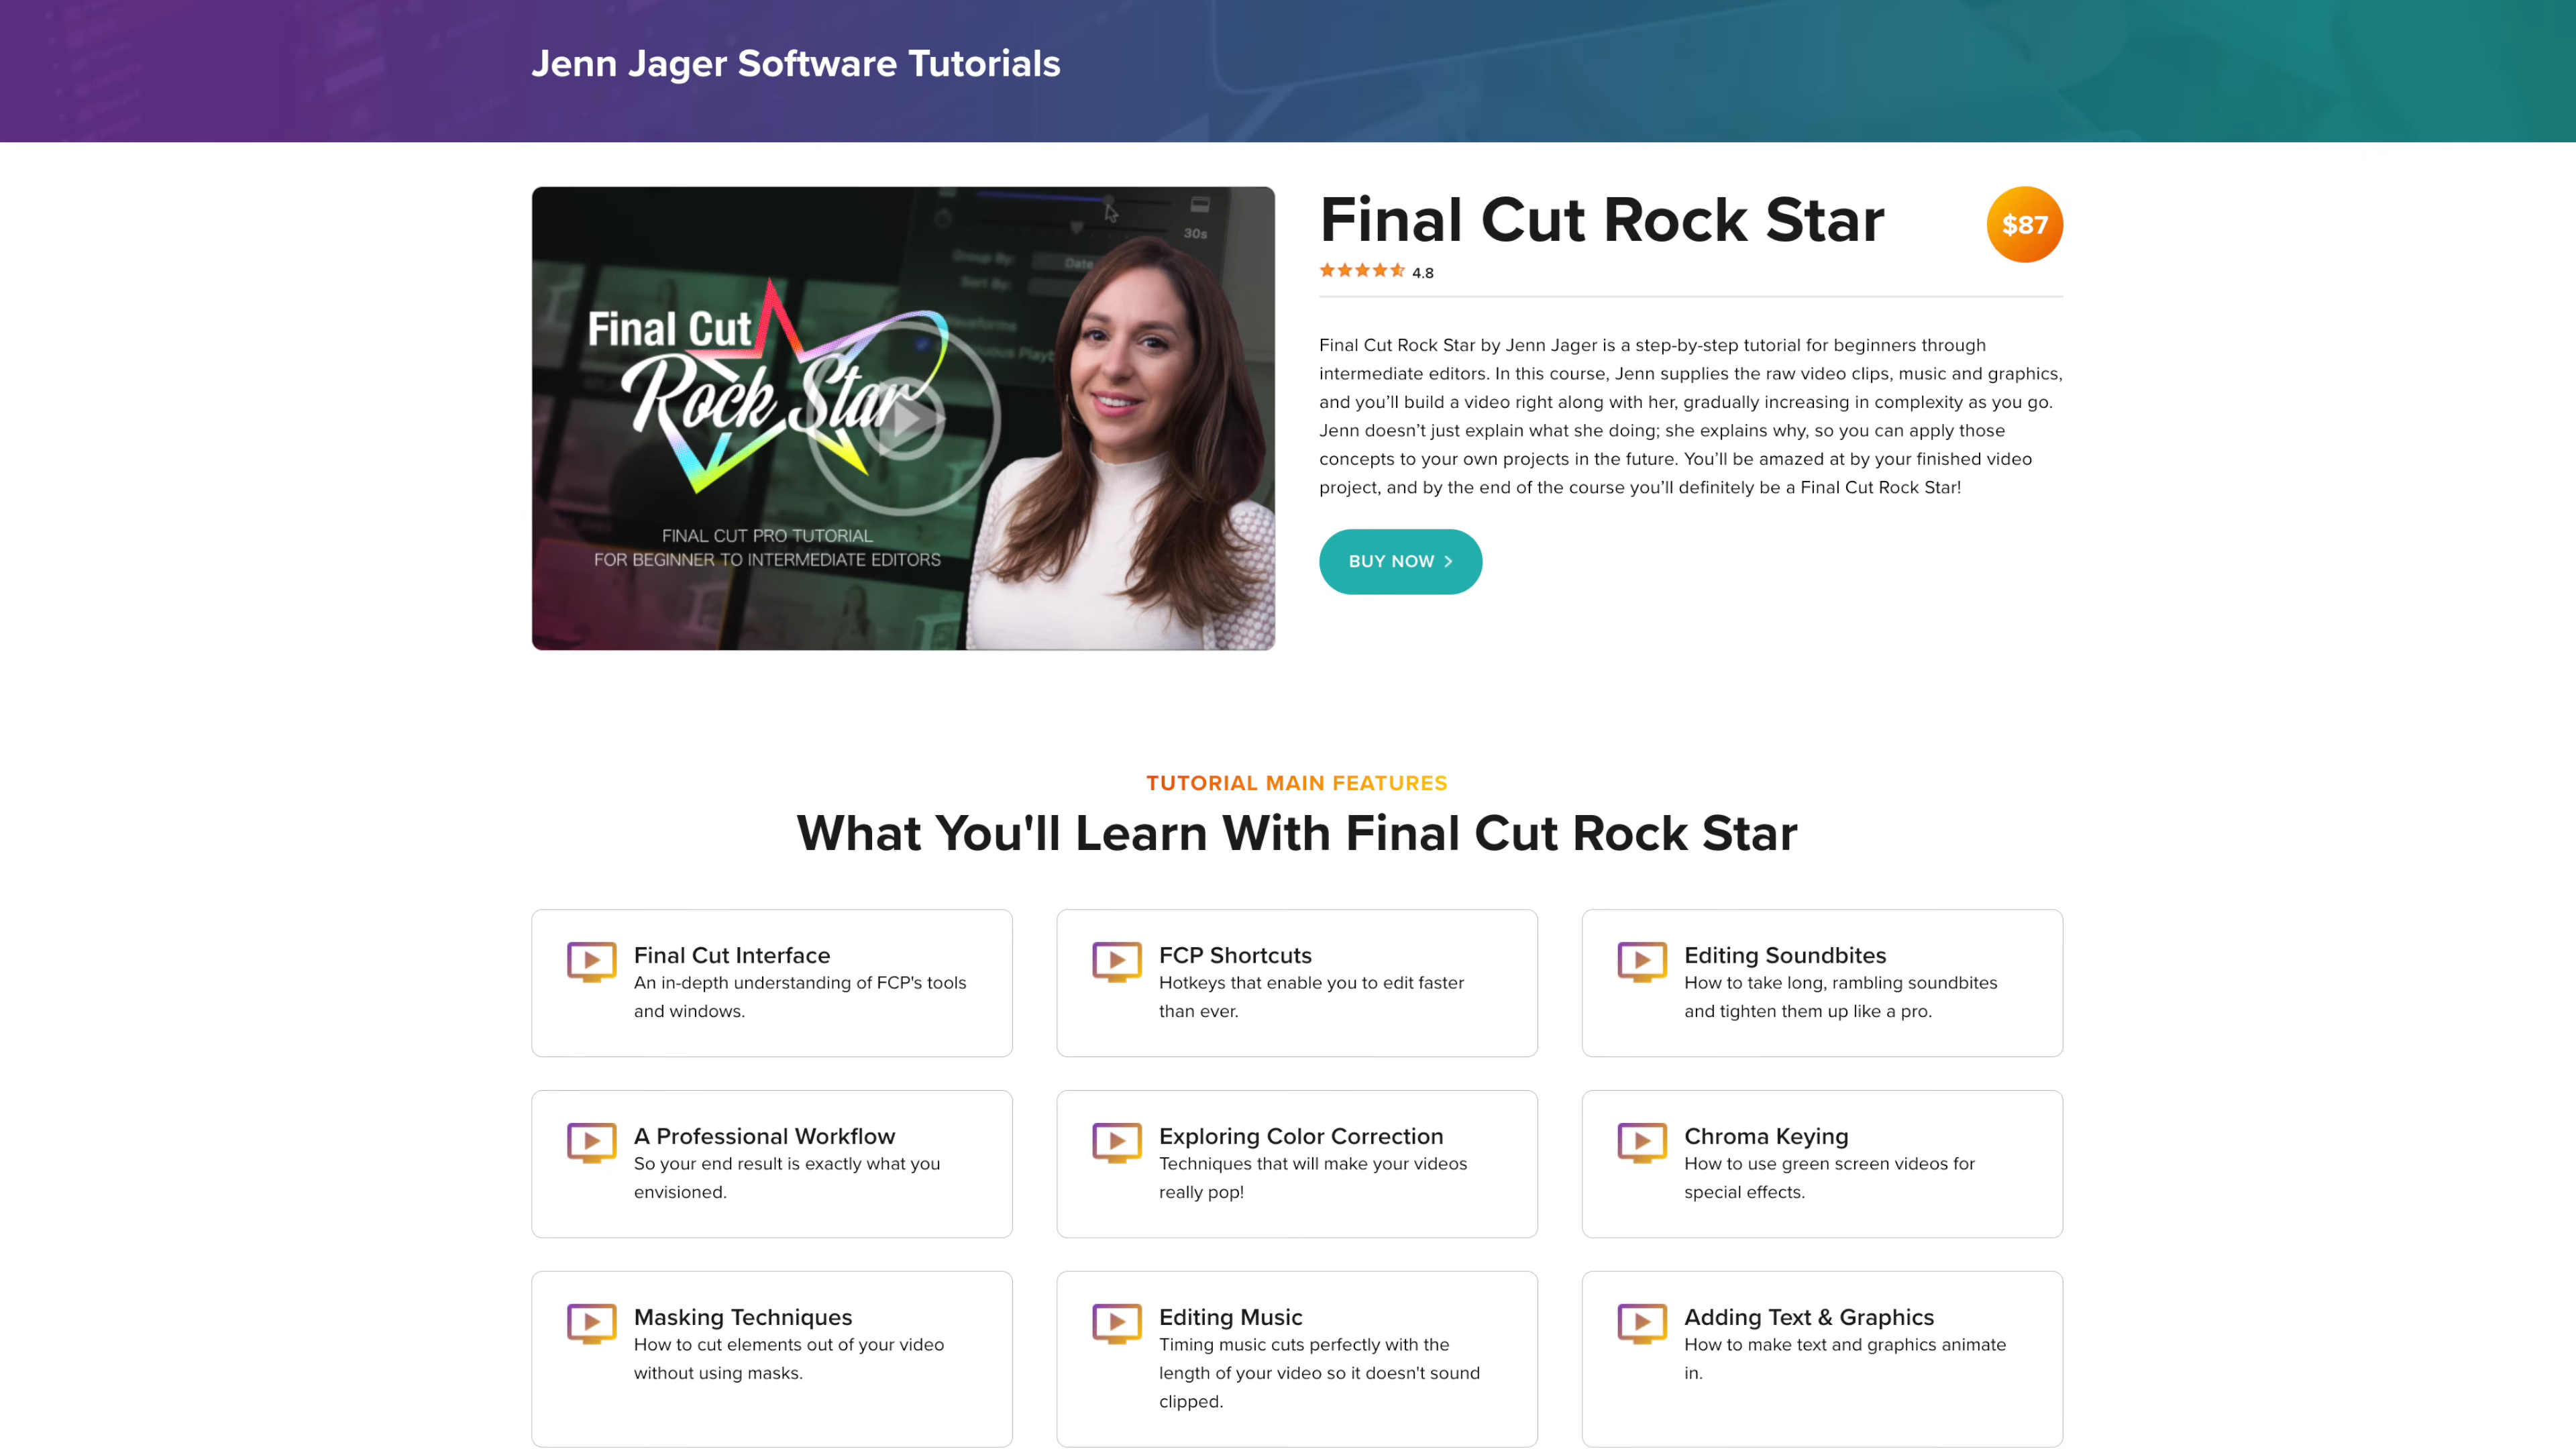 Jenn Jager Software Tutorials
Final Cut
Rock Star
FINAL CUT PRO TUTORIAL
FOR BEGINNER TO INTERMEDIATE EDITORS
30s
Group By:
Date
Sort By:
Final Cut Rock Star
$87
4.8
Final Cut Rock Star by Jenn Jager is a step-by-step tutorial for beginners through
intermediate editors. In this course, Jenn supplies the raw video clips, music and graphics,
and you’ll build a video right along with her, gradually increasing in complexity as you go.
Jenn doesn’t just explain what she doing; she explains why, so you can apply those
concepts to your own projects in the future. You’ll be amazed at by your finished video
project, and by the end of the course you’ll definitely be a Final Cut Rock Star!
BUY NOW >
TUTORIAL MAIN FEATURES
What You'll Learn With Final Cut Rock Star
Final Cut Interface
An in-depth understanding of FCP's tools
and windows.
FCP Shortcuts
Hotkeys that enable you to edit faster
than ever.
Editing Soundbites
How to take long, rambling soundbites
and tighten them up like a pro.
A Professional Workflow
So your end result is exactly what you
envisioned.
Exploring Color Correction
Techniques that will make your videos
really pop!
Chroma Keying
How to use green screen videos for
special effects.
Masking Techniques
How to cut elements out of your video
without using masks.
Editing Music
Timing music cuts perfectly with the
length of your video so it doesn't sound
clipped.
Adding Text & Graphics
How to make text and graphics animate
in.